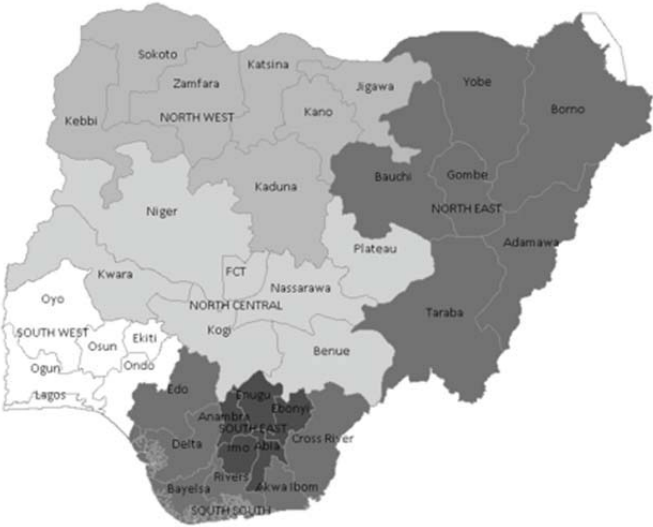 Sokoto
Katsina
Zamfara
Jigawa
Yobe
Kano
Borno
NORTH WEST
Kebbi
Bauchi
Gombe
Kaduna
NORTH EAST
Niger
Adamawa
Plateau
FCT
Kwara
Nassarawa
Oyo
NORTH CENTRAL
Taraba
Kogi
SOUTH WEST
Ekiti
Osun
Benue
Ogun
Ondo
Edo
Lagos
Enugu
Ebonyi
Anambra
SOUTH EAST
Cross River
Delta
Imo
Abia
Rivers
Bayelsa
Akwa Ibom
SOUTH SOUTH